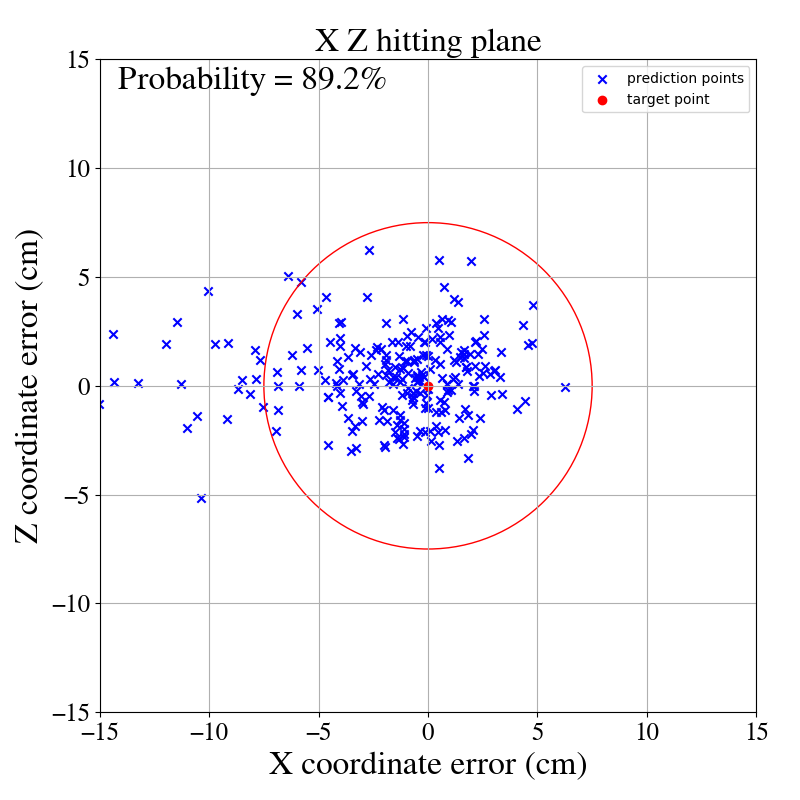 X Z hitting plane
Probability = 89.2%
prediction points
target point
Z coordinate error (cm)
15
10
5
0
−5
−10
−15
−15 −10 −5 0 5 10 15
X coordinate error (cm)